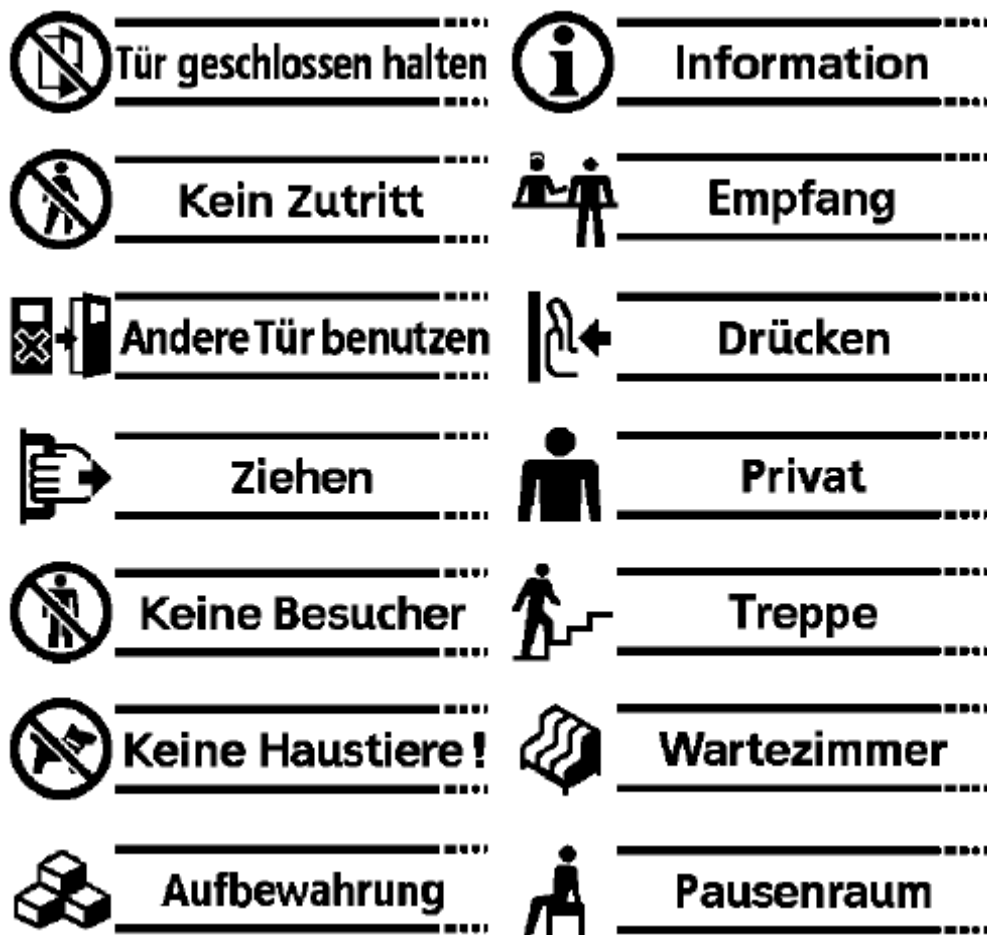 Tür geschlossen halten
Information
Kein Zutritt
Empfang
Andere Tür benutzen
Drücken
Ziehen
Privat
Keine Besucher
Treppe
Keine Haustiere!
Wartezimmer
Aufbewahrung
Pausenraum